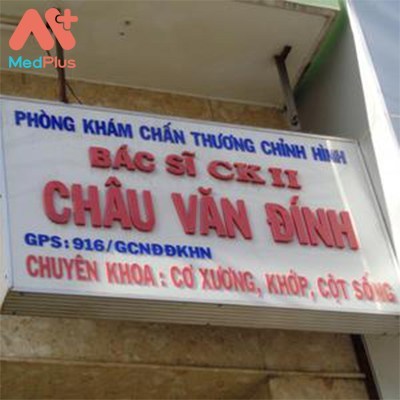 MedPlus
PHÒNG KHÁM CHẤN THƯƠNG CHỈNH HÌNH
BÁC SĨ CK II
CHÂU VĂN ĐÍNH
GPS: 916/GCNĐĐKHN
CHUYÊN KHOA : CƠ XƯƠNG, KHỚP, CỘT SỐNG